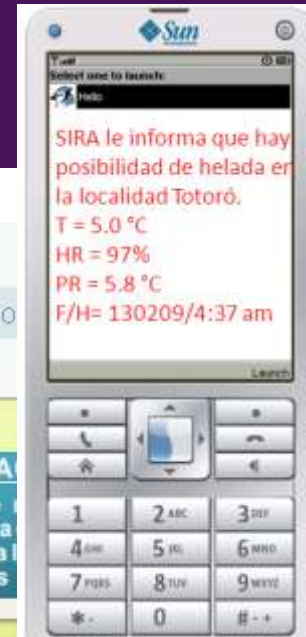 Sun
Select one to launch:
Hello
SIRA le informa que hay
posibilidad de helada en
la localidad Totoró.
T = 5.0 °C
HR = 97%
PR = 5.8 °C
F/H= 130209/4:37 am
Launch
1
2 ABC
3 DEF
4 GHI
5 JKL
6 MNO
7 PQRS
8 TUV
9 WXYZ
* .
0
# - +